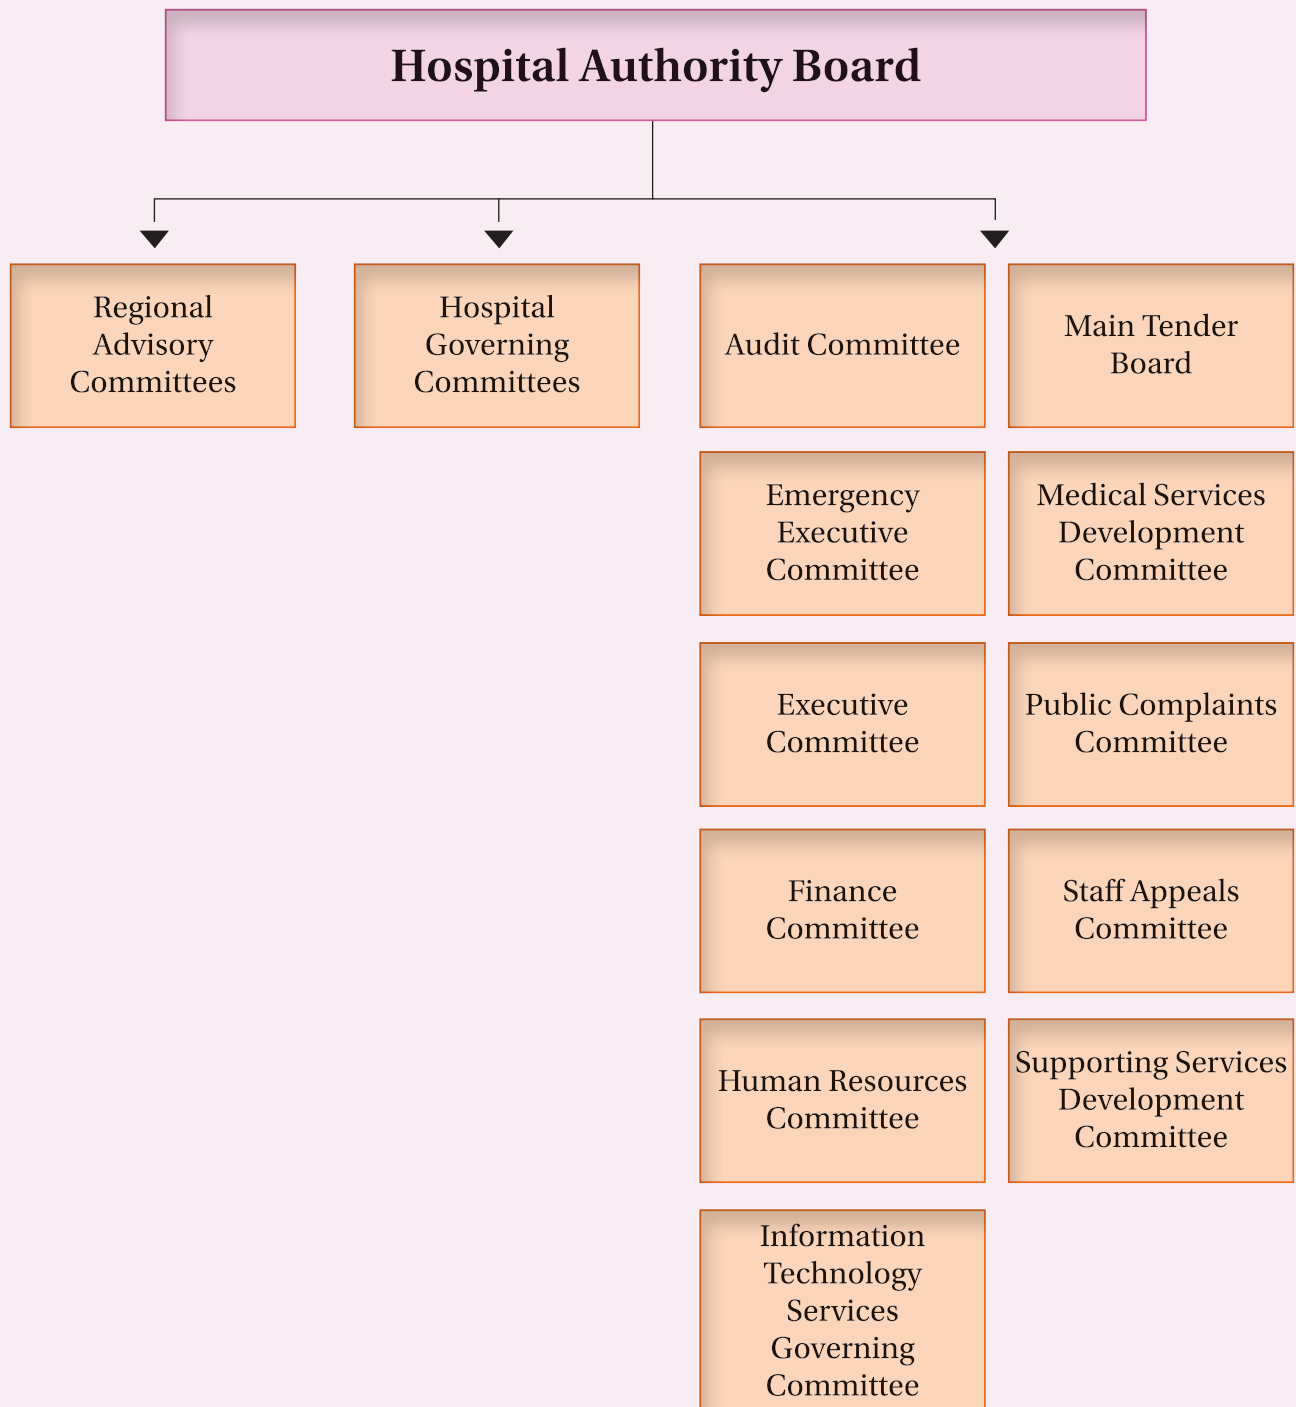 Hospital Authority Board
Regional
Advisory
Committees
Hospital
Governing
Committees
Audit Committee
Main Tender
Board
Emergency
Executive
Committee
Medical Services
Development
Committee
Executive
Committee
Public Complaints
Committee
Finance
Committee
Staff Appeals
Committee
Human Resources
Committee
Supporting Services
Development
Committee
Information
Technology
Services
Governing
Committee